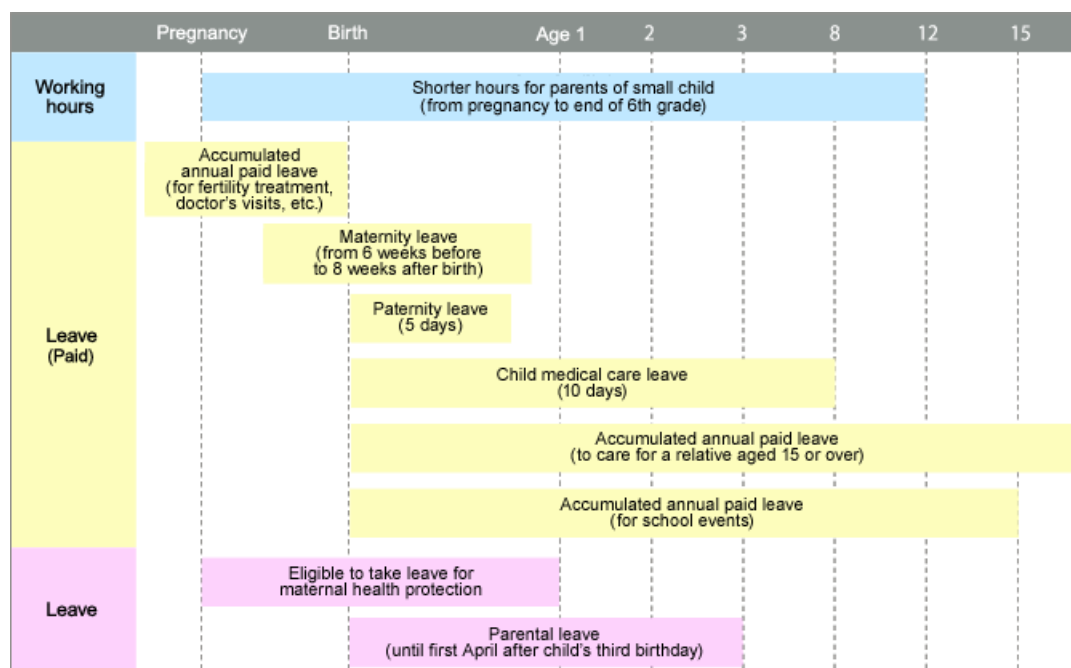 Pregnancy Birth Age 1 2 3 8 12 15
Working
hours
Shorter hours for parents of small child
(from pregnancy to end of 6th grade)
Leave
(Paid)
Accumulated
annual paid leave
(for fertility treatment,
doctor's visits, etc.)
Maternity leave
(from 6 weeks before
to 8 weeks after birth)
Paternity leave
(5 days)
Child medical care leave
(10 days)
Accumulated annual paid leave
(to care for a relative aged 15 or over)
Accumulated annual paid leave
(for school events)
Leave
Eligible to take leave for
maternal health protection
Parental leave
(until first April after child's third birthday)